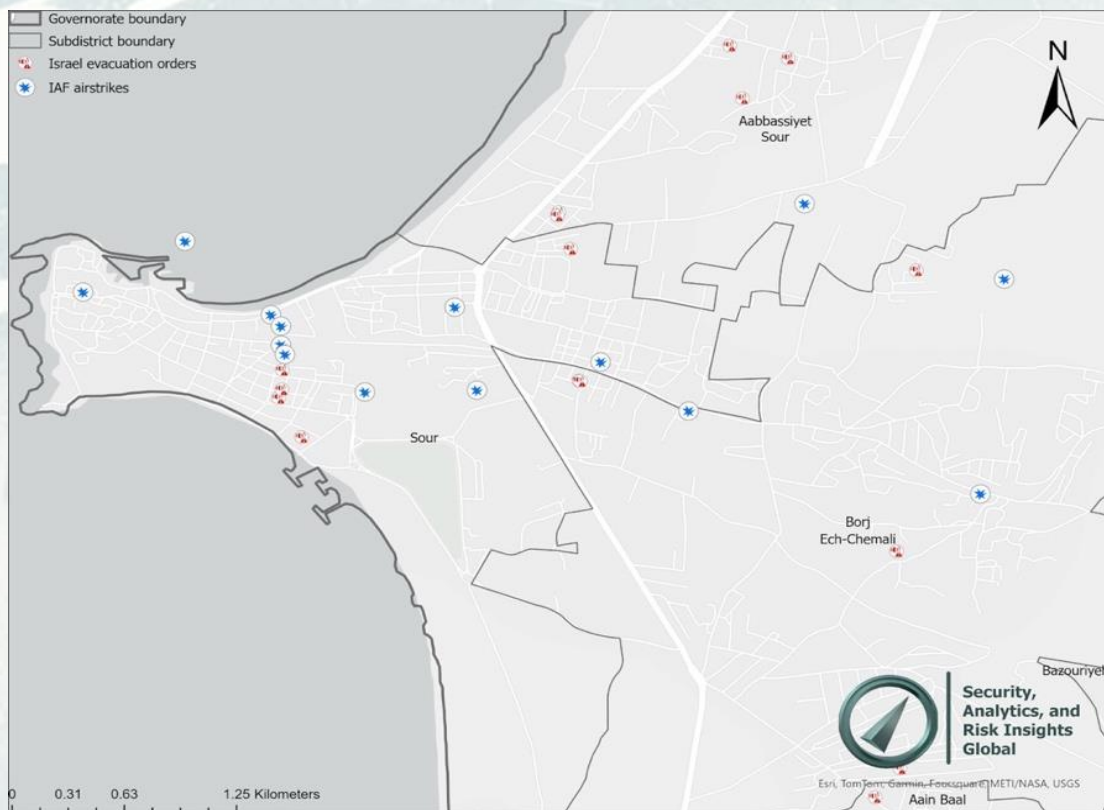 Governorate boundary
Subdistrict boundary
Israel evacuation orders
IAF airstrikes
N
Aabbassiyet
Sour
Sour
Borj
Ech-Chemali
Bazouriyet
Security,
Analytics, and
Risk Insights
Global
Esri, TomTom, Garmin, Foursquare, METI/NASA, USGS
Aain Baal
0 0.31 0.63 1.25 Kilometers